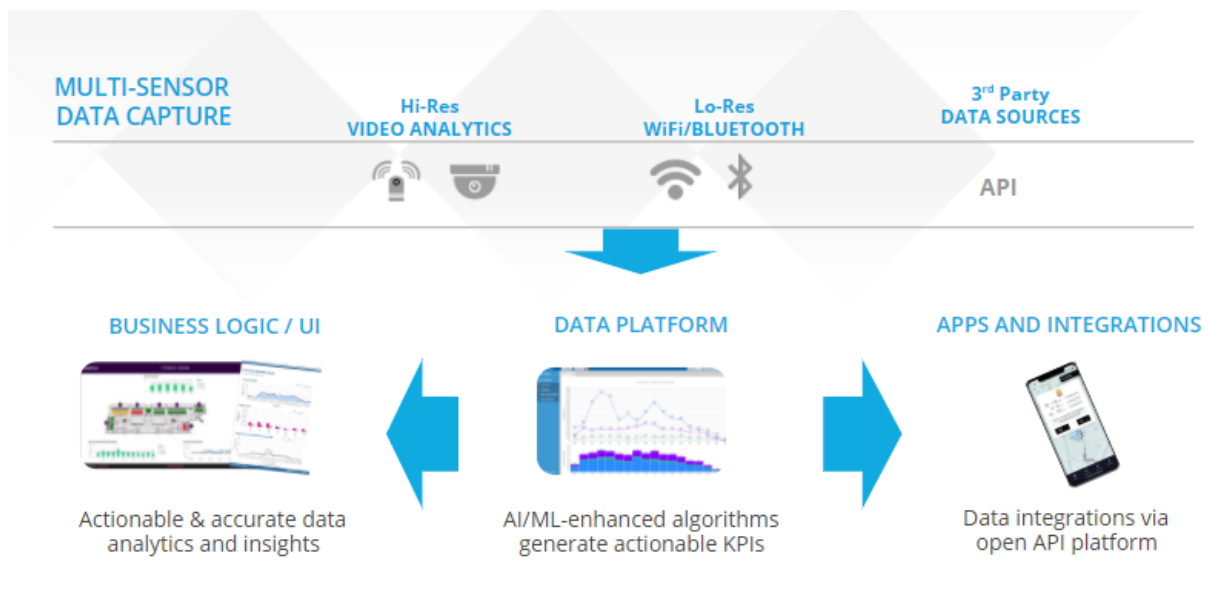 MULTI-SENSOR
DATA CAPTURE
Hi-Res
VIDEO ANALYTICS
Lo-Res
WiFi/BLUETOOTH
3rd Party
DATA SOURCES
API
BUSINESS LOGIC / UI
DATA PLATFORM
APPS AND INTEGRATIONS
Actionable & accurate data
analytics and insights
AI/ML-enhanced algorithms
generate actionable KPIs
Data integrations via
open API platform